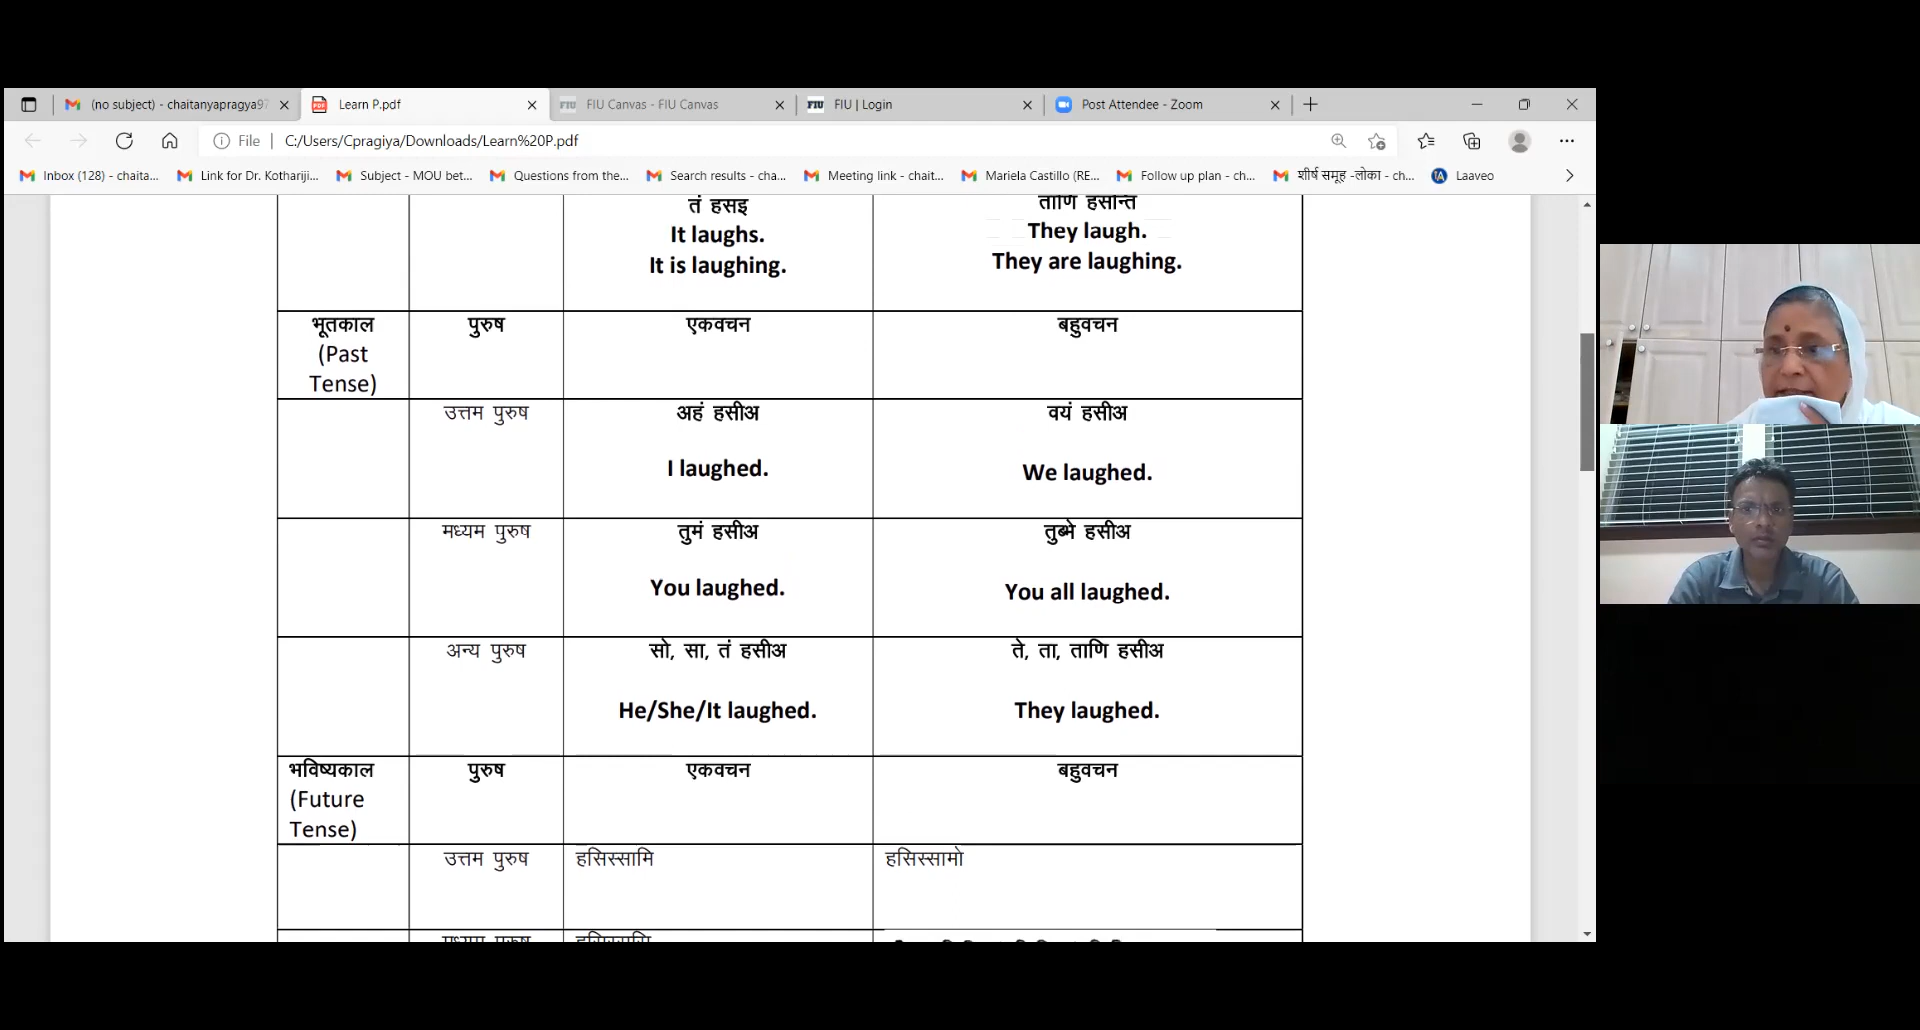 (no subject) - chaitanyapragya97
Learn P.pdf
FIU Canvas - FIU Canvas
FIU | Login
Post Attendee - Zoom
File
C:/Users/Cpragiya/Downloads/Learn%20P.pdf
Inbox (128) - chaita...
Link for Dr. Kothariji...
Subject - MOU bet...
Questions from the...
Search results - cha...
Meeting link - chait...
Mariela Castillo (RE...
Follow up plan - ch...
शीर्ष समूह -लोका - ch...
Laaveo
तं हसइ
It laughs.
It is laughing.
ताणि हसन्ति
They laugh.
They are laughing.
भूतकाल
(Past
Tense)
पुरुष
एकवचन
बहुवचन
उत्तम पुरुष
अहं हसीअ
I laughed.
वयं हसीअ
We laughed.
मध्यम पुरुष
तुमं हसीअ
You laughed.
तुब्भे हसीअ
You all laughed.
अन्य पुरुष
सो, सा, तं हसीअ
He/She/It laughed.
ते, ता, ताणि हसीअ
They laughed.
भविष्यकाल
(Future
Tense)
पुरुष
एकवचन
बहुवचन
उत्तम पुरुष
हसिस्सामि
हसिस्सामो
मध्यम पुरुष
हसिस्ससि